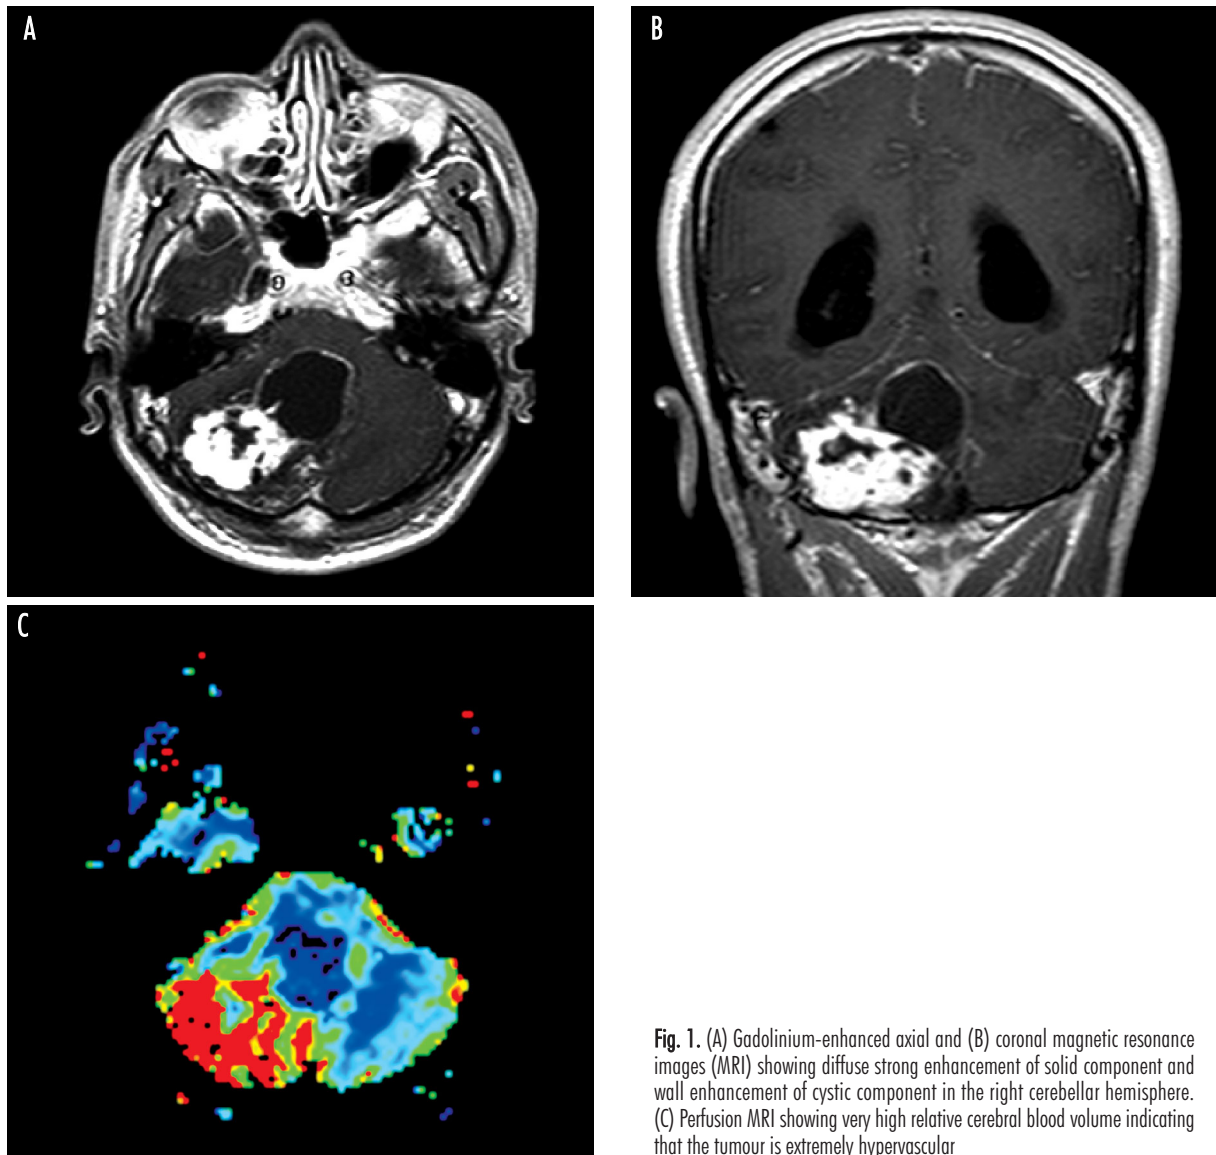 A
B
C
Fig. 1. (A) Gadolinium-enhanced axial and (B) coronal magnetic resonance
images (MRI) showing diffuse strong enhancement of solid component and
wall enhancement of cystic component in the right cerebellar hemisphere.
(C) Perfusion MRI showing very high relative cerebral blood volume indicating
that the tumour is extremely hypervascular